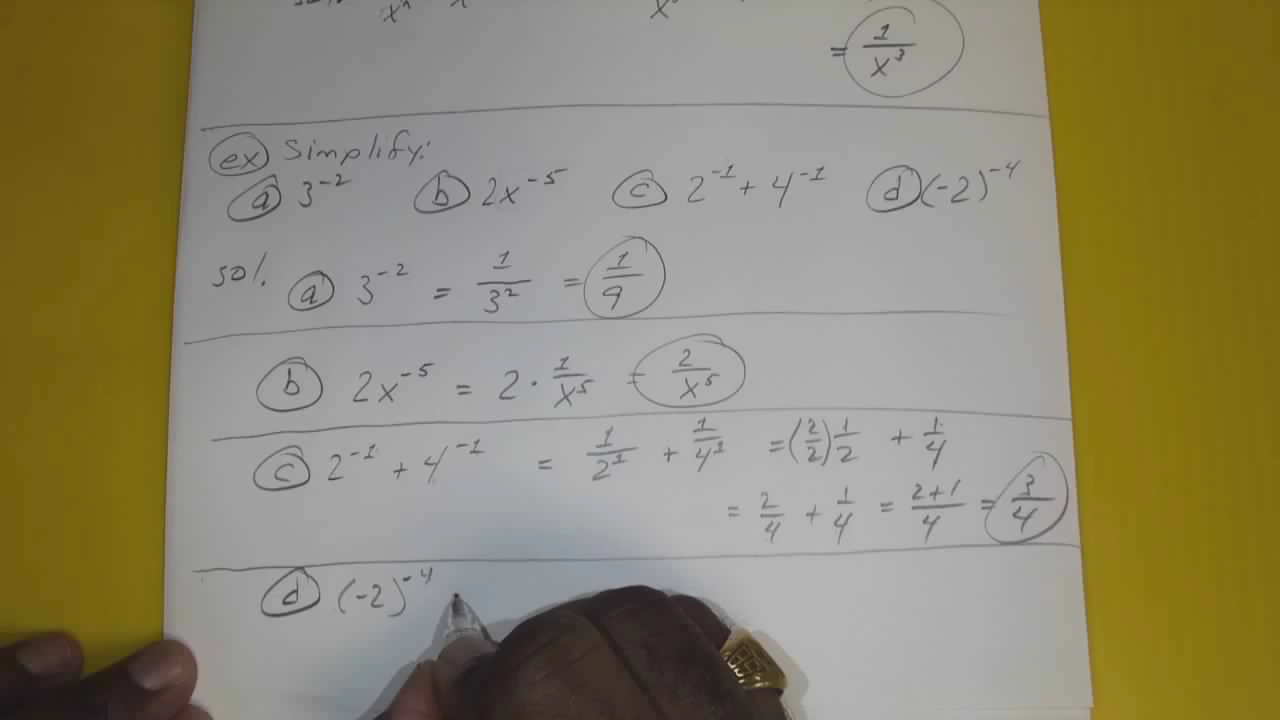 = 1/x³
ex Simplify:
a 3⁻² b 2x⁻⁵ c 2⁻¹ + 4⁻¹ d (-2)⁻⁴
sol. a 3⁻² = 1/3² = 1/9
b 2x⁻⁵ = 2 · 1/x⁵ = 2/x⁵
c 2⁻¹ + 4⁻¹ = 1/2¹ + 1/4¹ = (2/2) 1/2 + 1/4
= 2/4 + 1/4 = 2+1/4 = 3/4
d (-2)⁻⁴